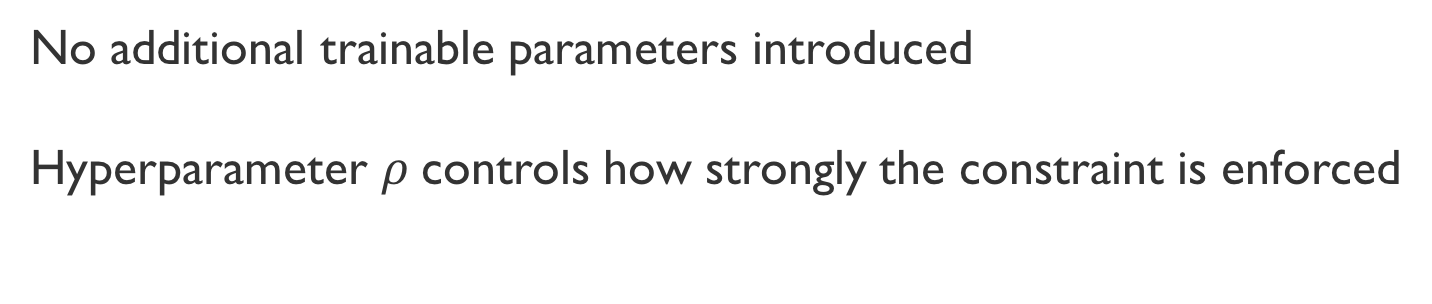 No additional trainable parameters introduced
Hyperparameter ρ controls how strongly the constraint is enforced